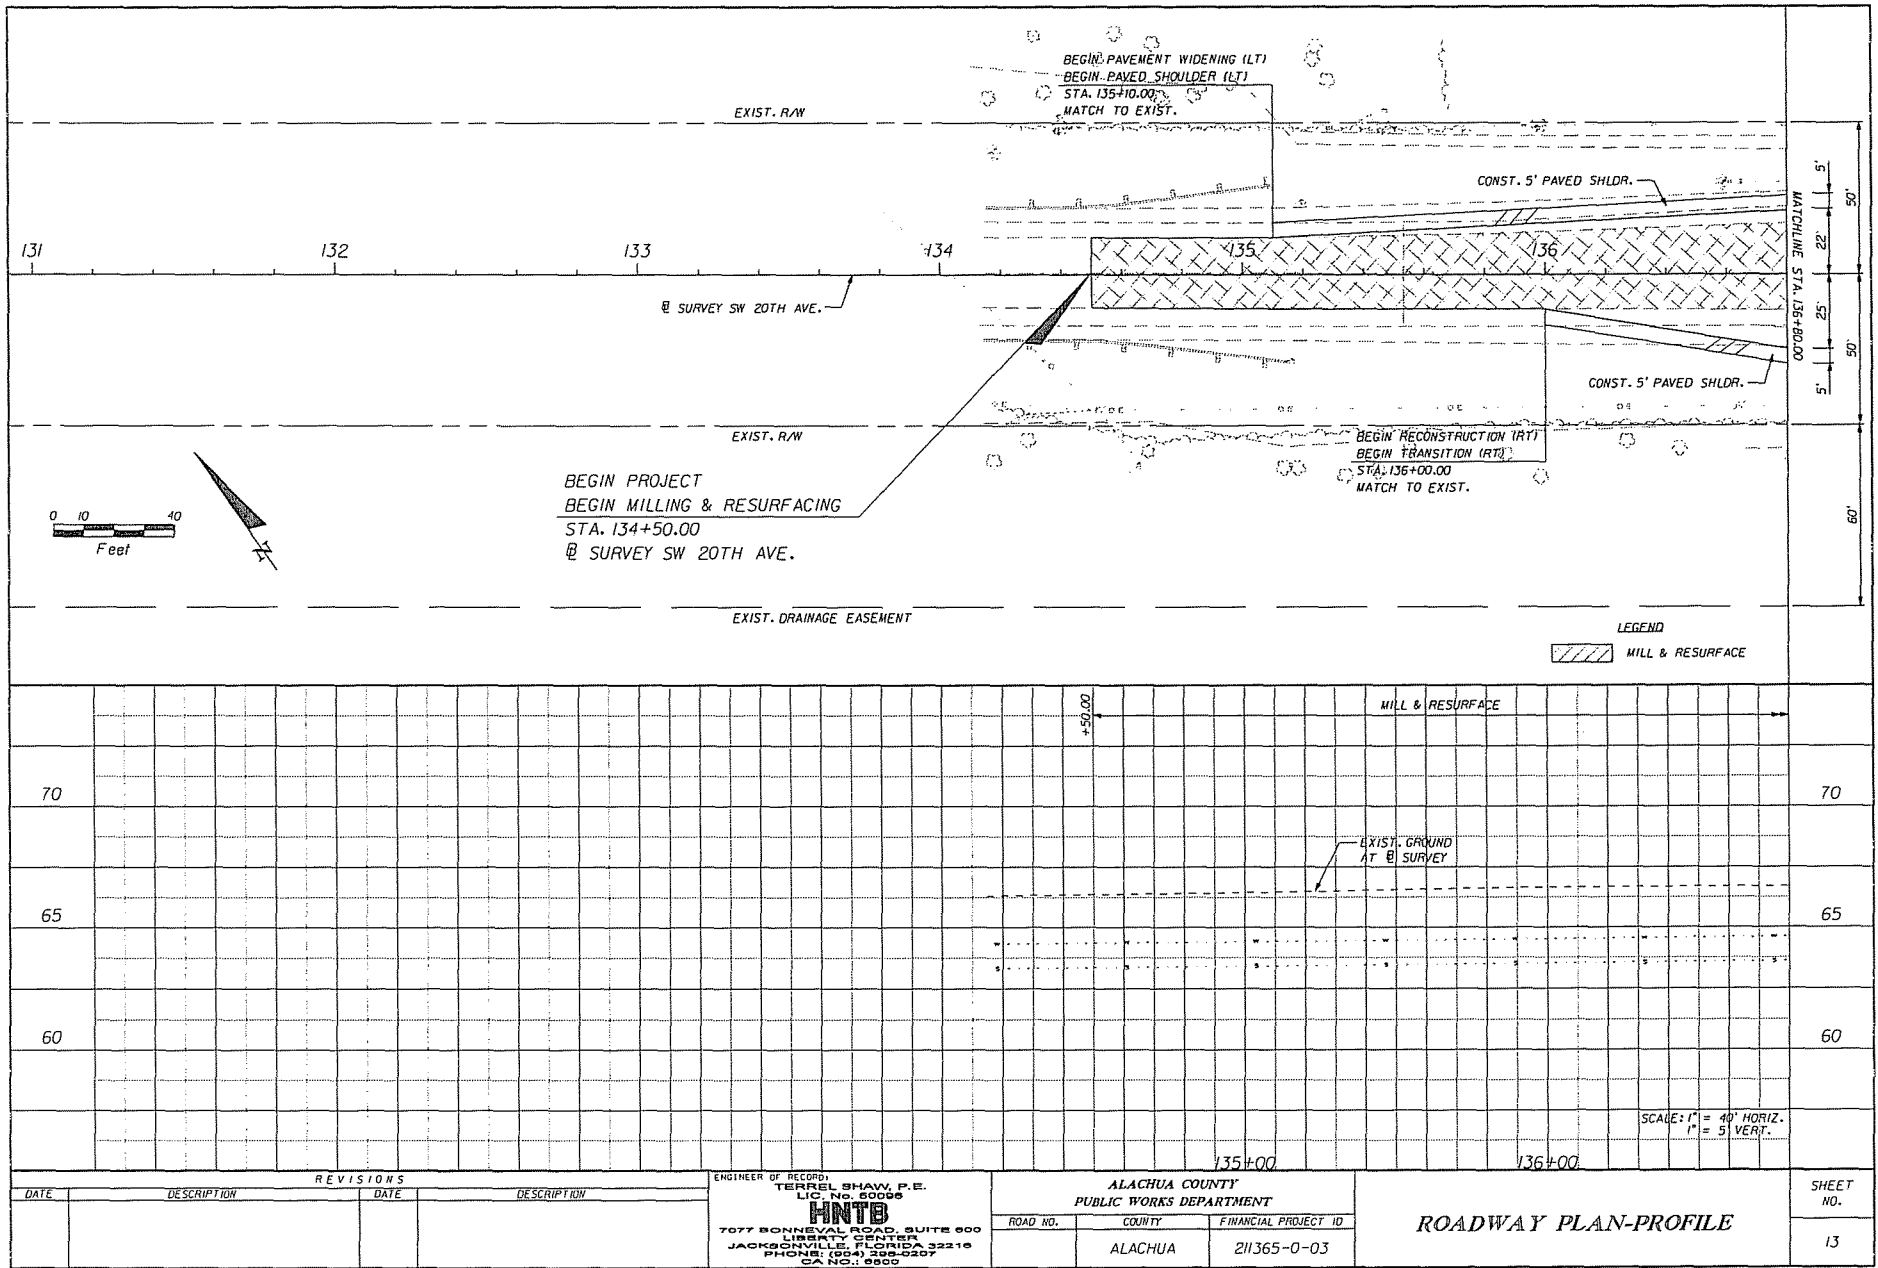 BEGIN PAVEMENT WIDENING (LT)
BEGIN PAVED SHOULDER (LT)
STA. 135+10.00
MATCH TO EXIST.
EXIST. R/W
CONST. 5' PAVED SHLDR.
131
132
133
134
135
136
℄ SURVEY SW 20TH AVE.
MATCHLINE STA. 136+80.00
5'
22'
50'
25'
50'
5'
60'
CONST. 5' PAVED SHLDR.
EXIST. R/W
BEGIN RECONSTRUCTION (RT)
BEGIN TRANSITION (RT)
STA. 136+00.00
MATCH TO EXIST.
BEGIN PROJECT
BEGIN MILLING & RESURFACING
STA. 134+50.00
℄ SURVEY SW 20TH AVE.
0 10 40
Feet
N
EXIST. DRAINAGE EASEMENT
LEGEND
MILL & RESURFACE
+50.00
MILL & RESURFACE
70
70
EXIST. GROUND
AT ℄ SURVEY
65
65
W W W W W W W
S S S S S S S
60
60
SCALE: 1" = 40' HORIZ.
1" = 5' VERT.
135+00
136+00
REVISIONS
DATE DESCRIPTION DATE DESCRIPTION
ENGINEER OF RECORD:
TERREL SHAW, P.E.
LIC. No. 50096
HNTB
7077 BONNEVAL ROAD, SUITE 600
LIBERTY CENTER
JACKSONVILLE, FLORIDA 32216
PHONE: (904) 296-0207
CA NO.: 6500
ALACHUA COUNTY
PUBLIC WORKS DEPARTMENT
ROAD NO. COUNTY FINANCIAL PROJECT ID
ALACHUA 211365-0-03
ROADWAY PLAN-PROFILE
SHEET
NO.
13